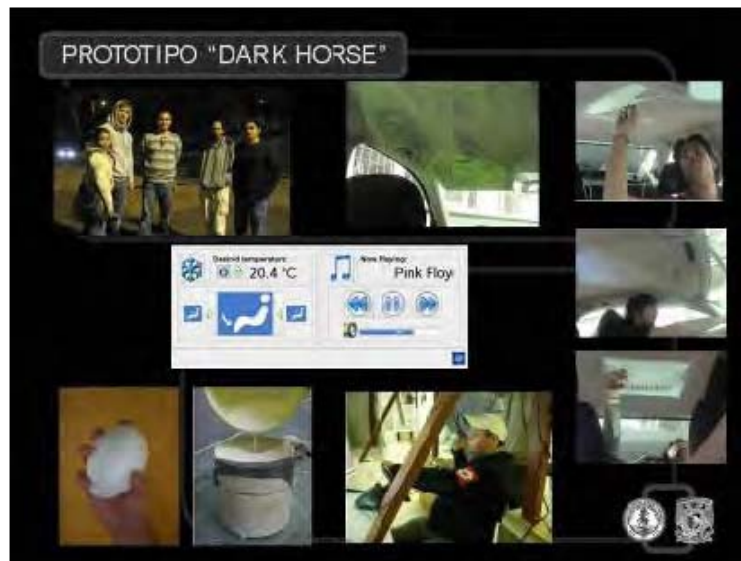 PROTOTIPO "DARK HORSE"
Desired temperature:
20.4 °C
Now Playing:
Pink Floy